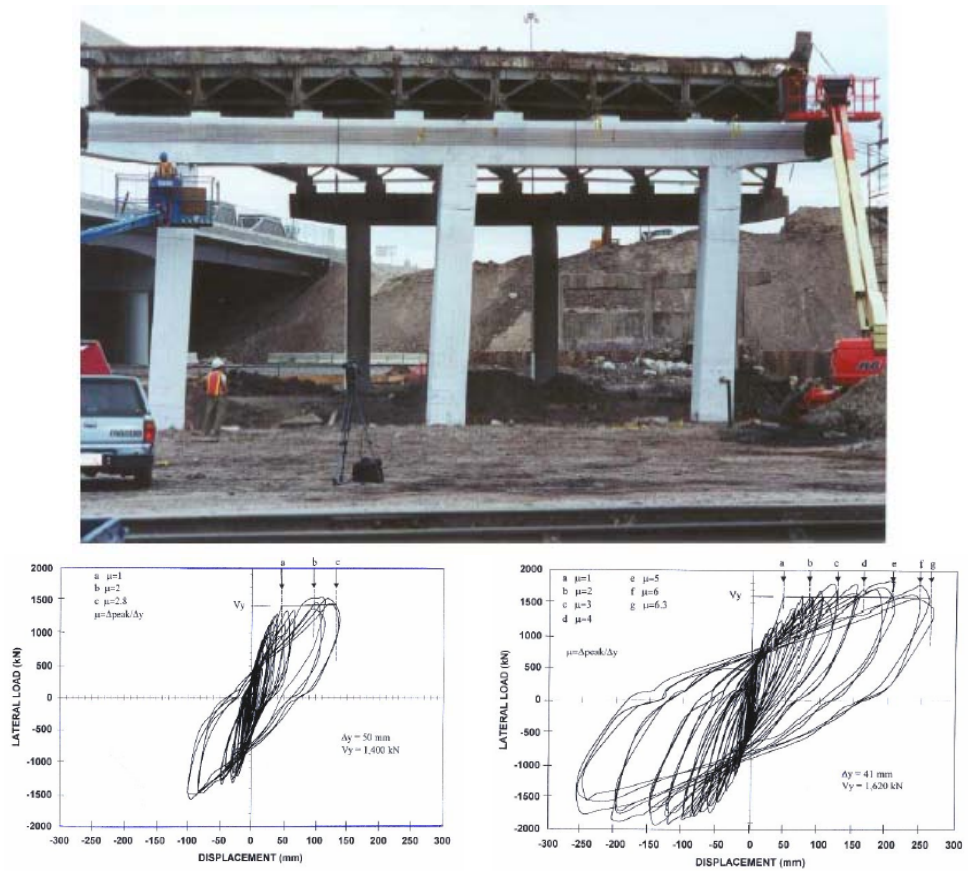 a μ=1
b μ=2
c μ=2.8
μ=Δpeak/Δy
a b c
Vy
2000
1500
1000
500
0
-500
-1000
-1500
-2000
LATERAL LOAD (kN)
Δy = 50 mm
Vy = 1,400 kN
-300 -200 -150 -100 -50 0 50 100 150 200 250 300
DISPLACEMENT (mm)
a μ=1 e μ=5
b μ=2 f μ=6
c μ=3 g μ=6.3
d μ=4
μ=Δpeak/Δy
a b c d e f g
Vy
2000
1500
1000
500
0
-500
-1000
-1500
-2000
LATERAL LOAD (kN)
Δy = 41 mm
Vy = 1,620 kN
-300 -250 -200 -150 -100 -50 0 50 100 150 200 250 300
DISPLACEMENT (mm)